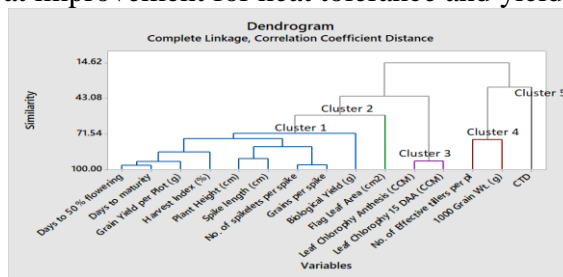 at improvement for heat tolerance and yield
Dendrogram
Complete Linkage, Correlation Coefficient Distance
14.62
43.08
71.54
100.00
Similarity
Cluster 1
Cluster 2
Cluster 3
Cluster 4
Cluster 5
Days to 50 % flowering
Days to maturity
Grain Yield per Plot (g)
Harvest Index (%)
Plant Height (cm)
Spike length (cm)
No. of spikelets per spike
Grains per spike
Biological Yield (g)
Flag Leaf Area (cm2)
Leaf Chlorophy Anthesis (CCM)
Leaf Chlorophy 15 DAA (CCM)
No. of Effective tillers per pl
1000 Grain Wt. (g)
CTD
Variables